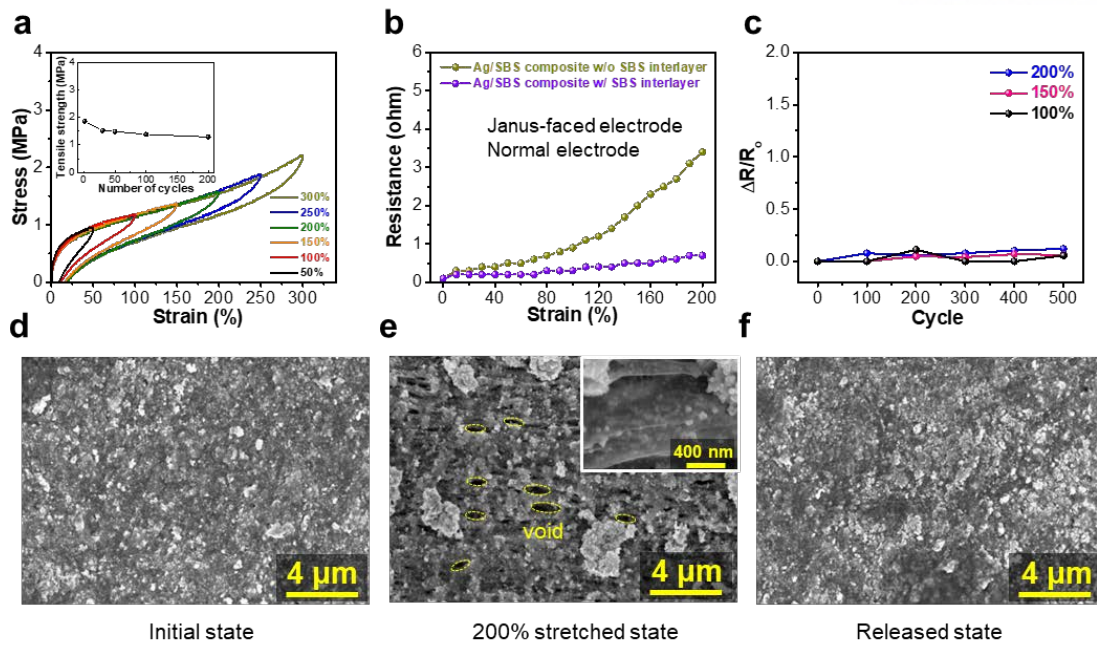 a
Stress (MPa)
4
3
2
1
0
0 50 100 150 200 250 300
Strain (%)
Tensile strength (MPa)
4
3
2
1
0
0 50 100 150 200
Number of cycles
300%
250%
200%
150%
100%
50%
b
Resistance (ohm)
6
5
4
3
2
1
0
0 40 80 120 160 200
Strain (%)
Ag/SBS composite w/o SBS interlayer
Ag/SBS composite w/ SBS interlayer
Janus-faced electrode
Normal electrode
c
ΔR/Ro
2.0
1.5
1.0
0.5
0.0
0 100 200 300 400 500
Cycle
200%
150%
100%
d
4 µm
Initial state
e
void
400 nm
4 µm
200% stretched state
f
4 µm
Released state